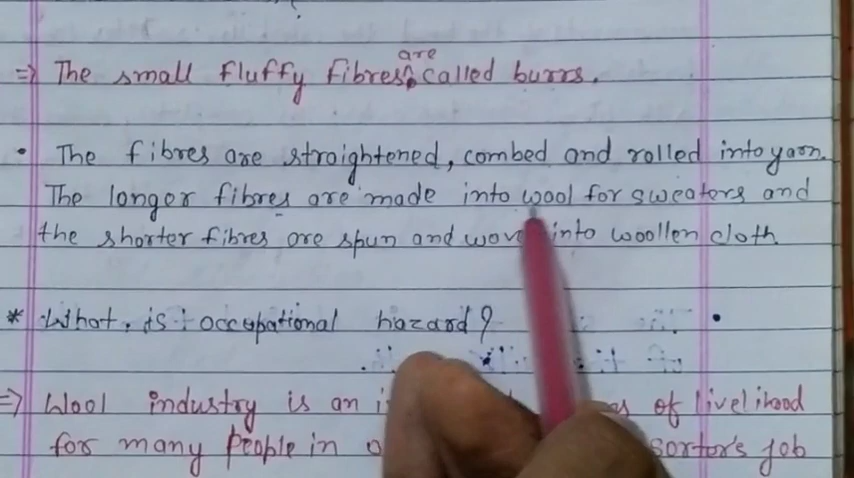 => The small fluffy fibres are called burrs.
• The fibres are straightened, combed and rolled into yarn.
The longer fibres are made into wool for sweaters and
the shorter fibres are spun and wove into woollen cloth
* What, is occupational hazard?
=> Wool industry is an of livelihood
for many people in sortor's job